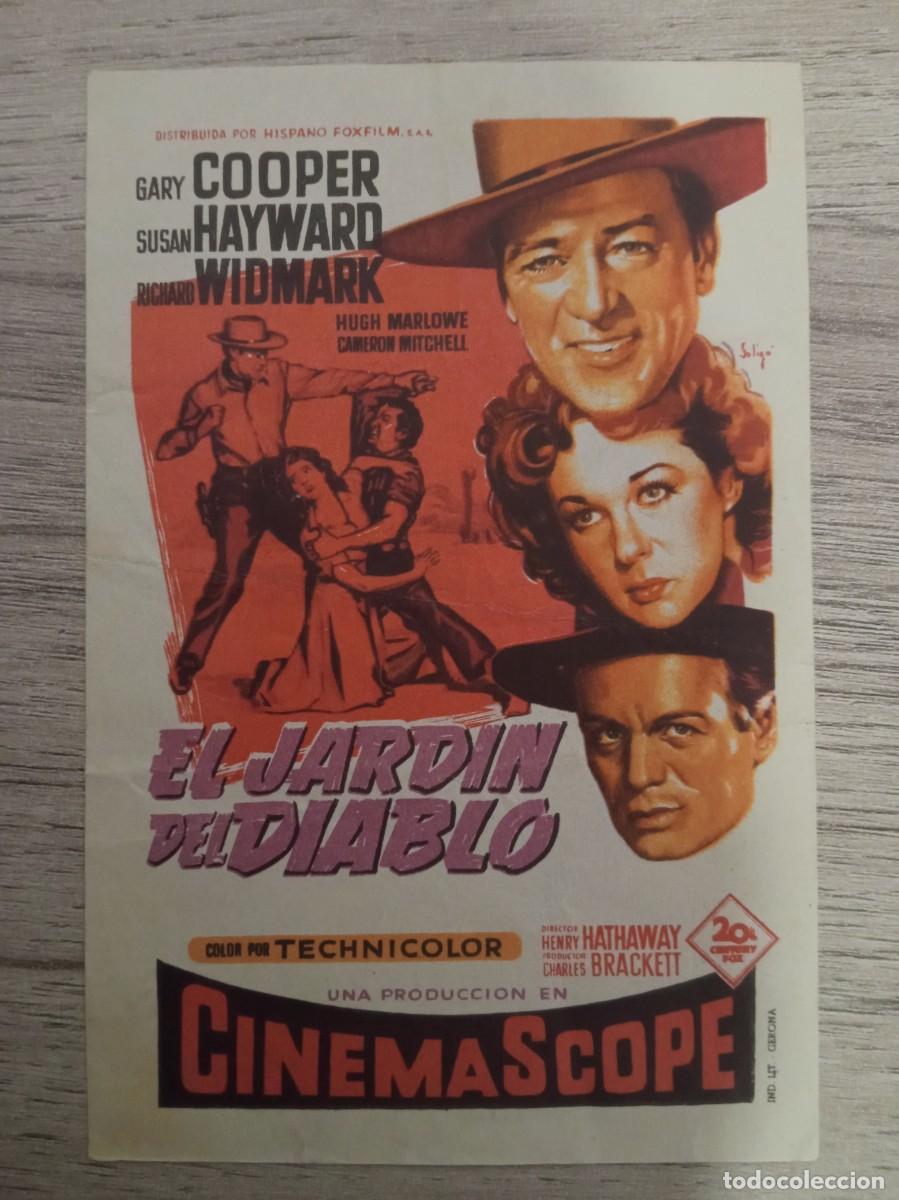 DISTRIBUIDA POR HISPANO FOXFILM, S.A.E.
GARY COOPER
SUSAN HAYWARD
RICHARD WIDMARK
HUGH MARLOWE
CAMERON MITCHELL
Soligó
EL JARDIN
DEL DIABLO
COLOR POR TECHNICOLOR
DIRECTOR
HENRY HATHAWAY
PRODUCTOR
CHARLES BRACKETT
20th
CENTURY
FOX
UNA PRODUCCION EN
CINEMASCOPE
IND. LIT. GERONA
todocoleccion